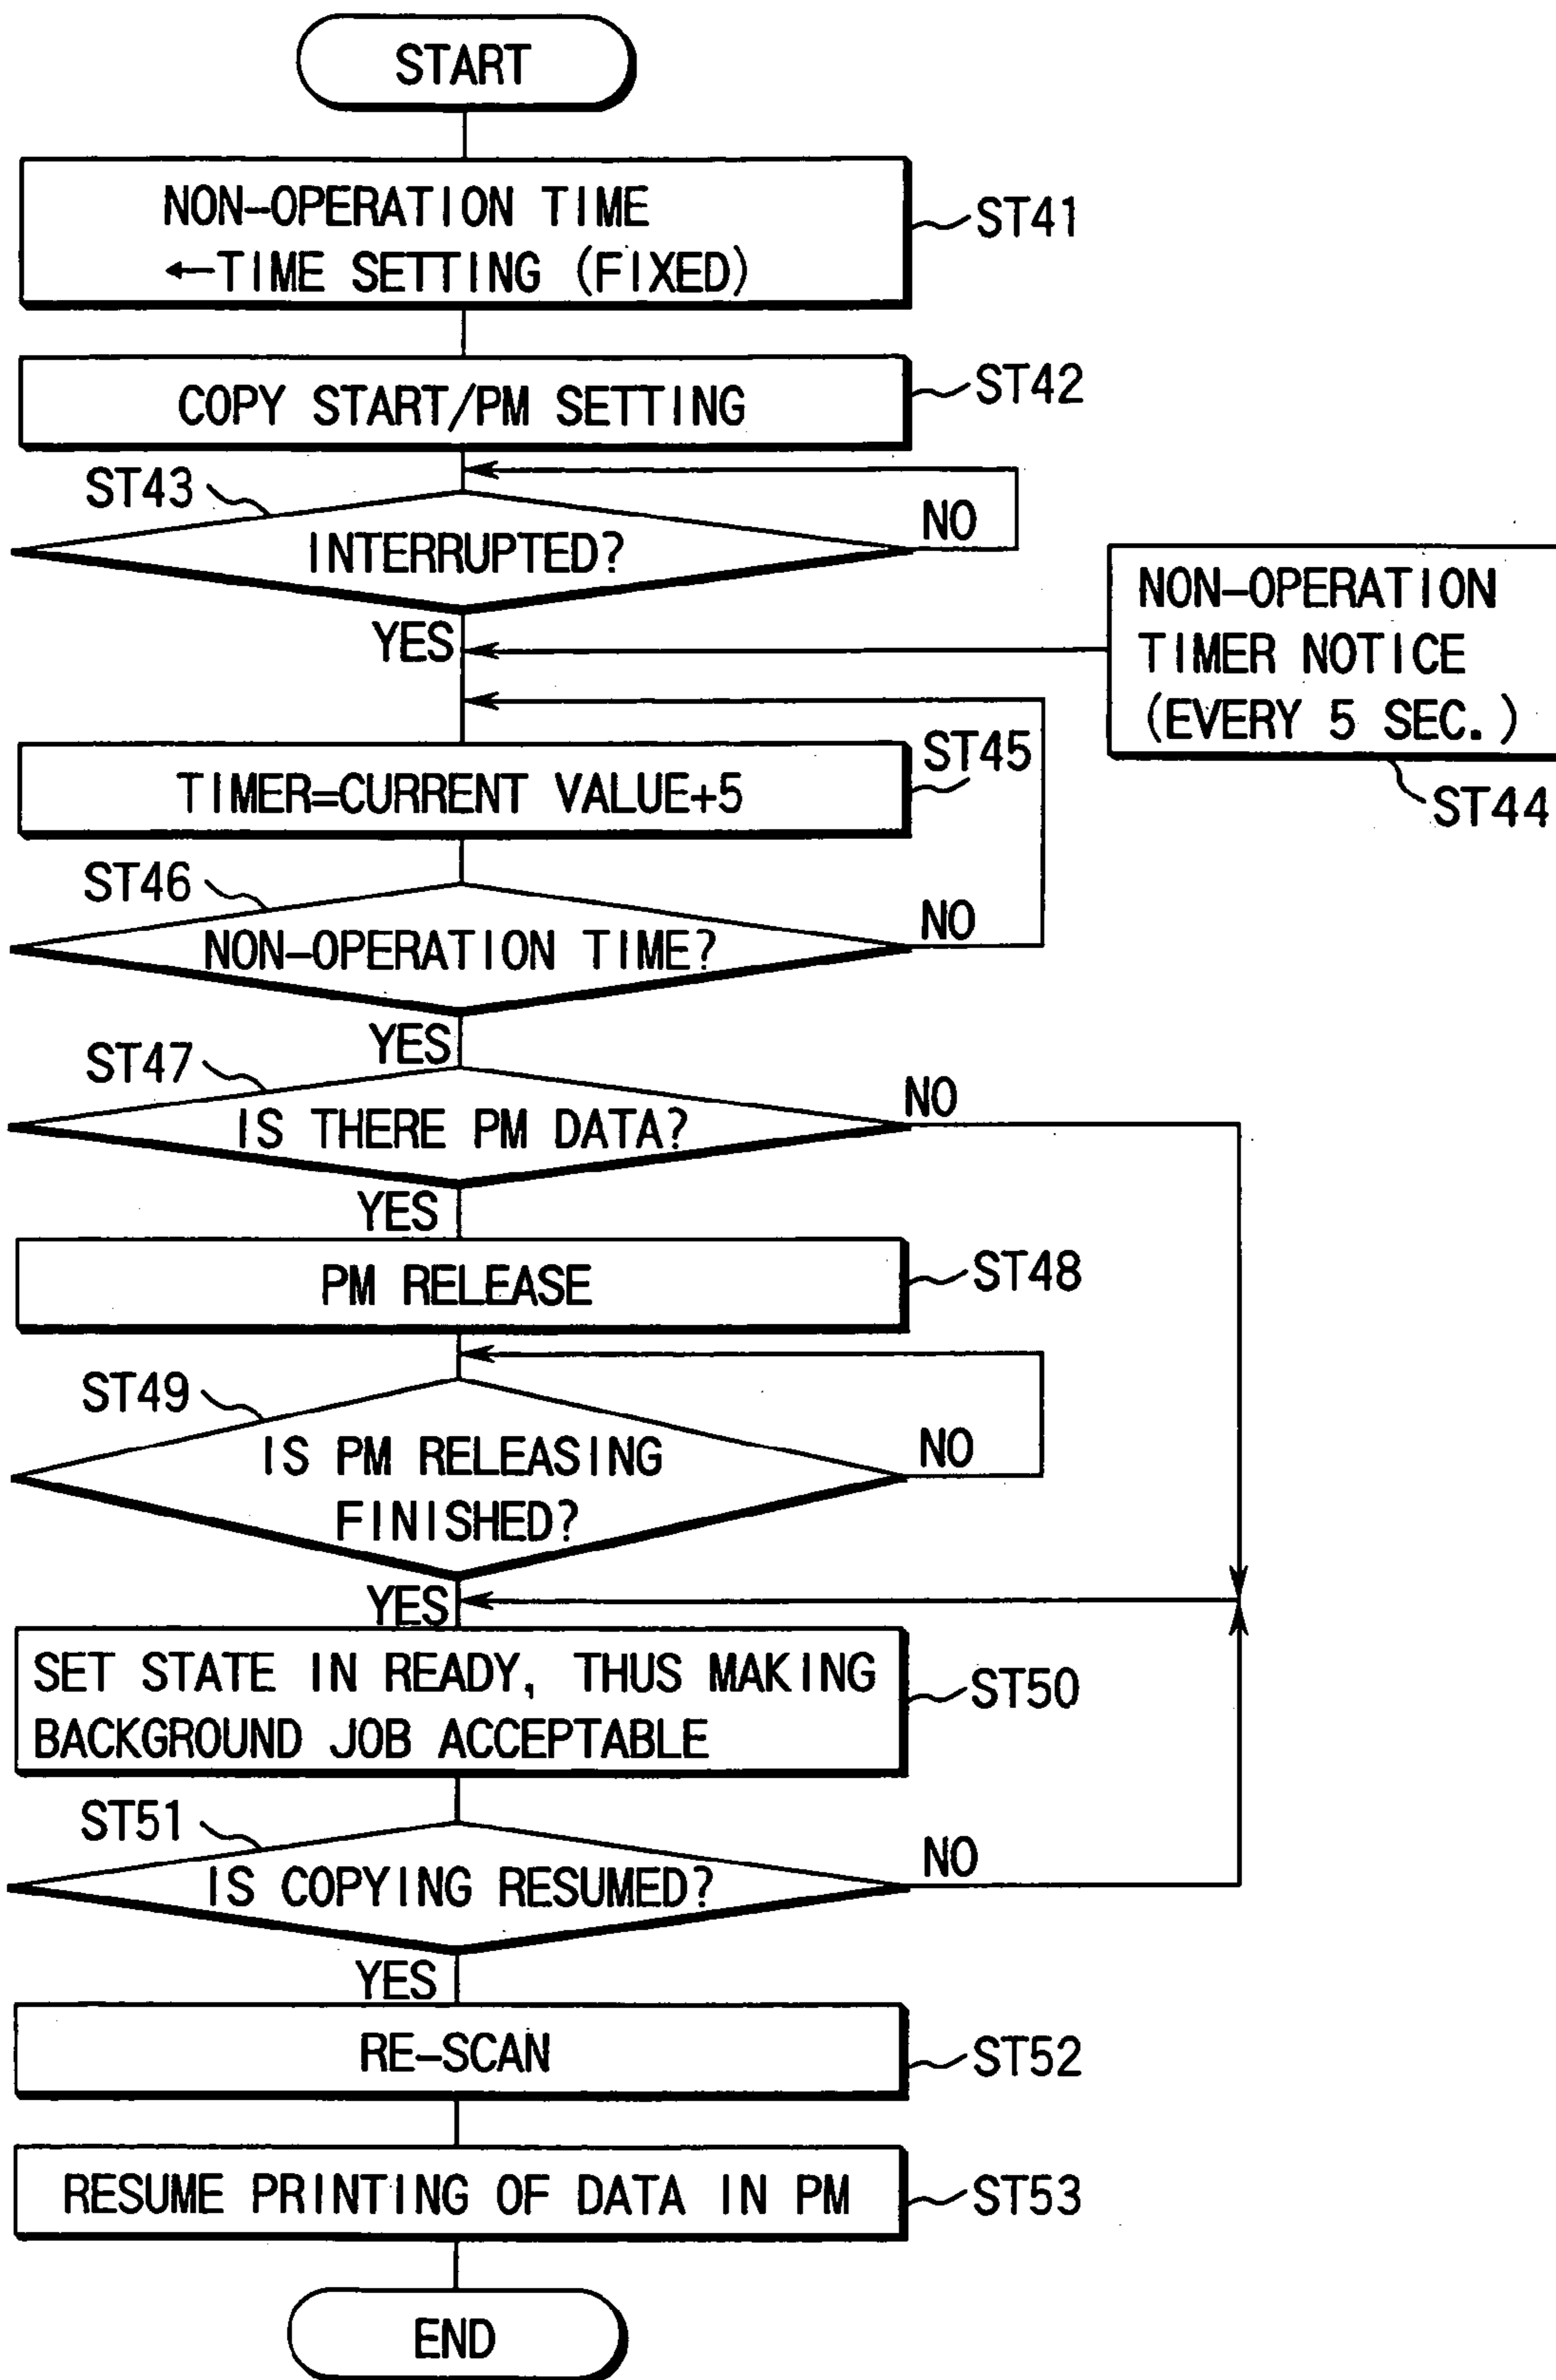 START
NON-OPERATION TIME
←TIME SETTING (FIXED)
ST41
COPY START/PM SETTING
ST42
ST43
INTERRUPTED?
NO
YES
NON-OPERATION
TIMER NOTICE
(EVERY 5 SEC.)
ST44
TIMER=CURRENT VALUE+5
ST45
ST46
NON-OPERATION TIME?
NO
YES
ST47
IS THERE PM DATA?
NO
YES
PM RELEASE
ST48
ST49
IS PM RELEASING
FINISHED?
NO
YES
SET STATE IN READY, THUS MAKING
BACKGROUND JOB ACCEPTABLE
ST50
ST51
IS COPYING RESUMED?
NO
YES
RE-SCAN
ST52
RESUME PRINTING OF DATA IN PM
ST53
END